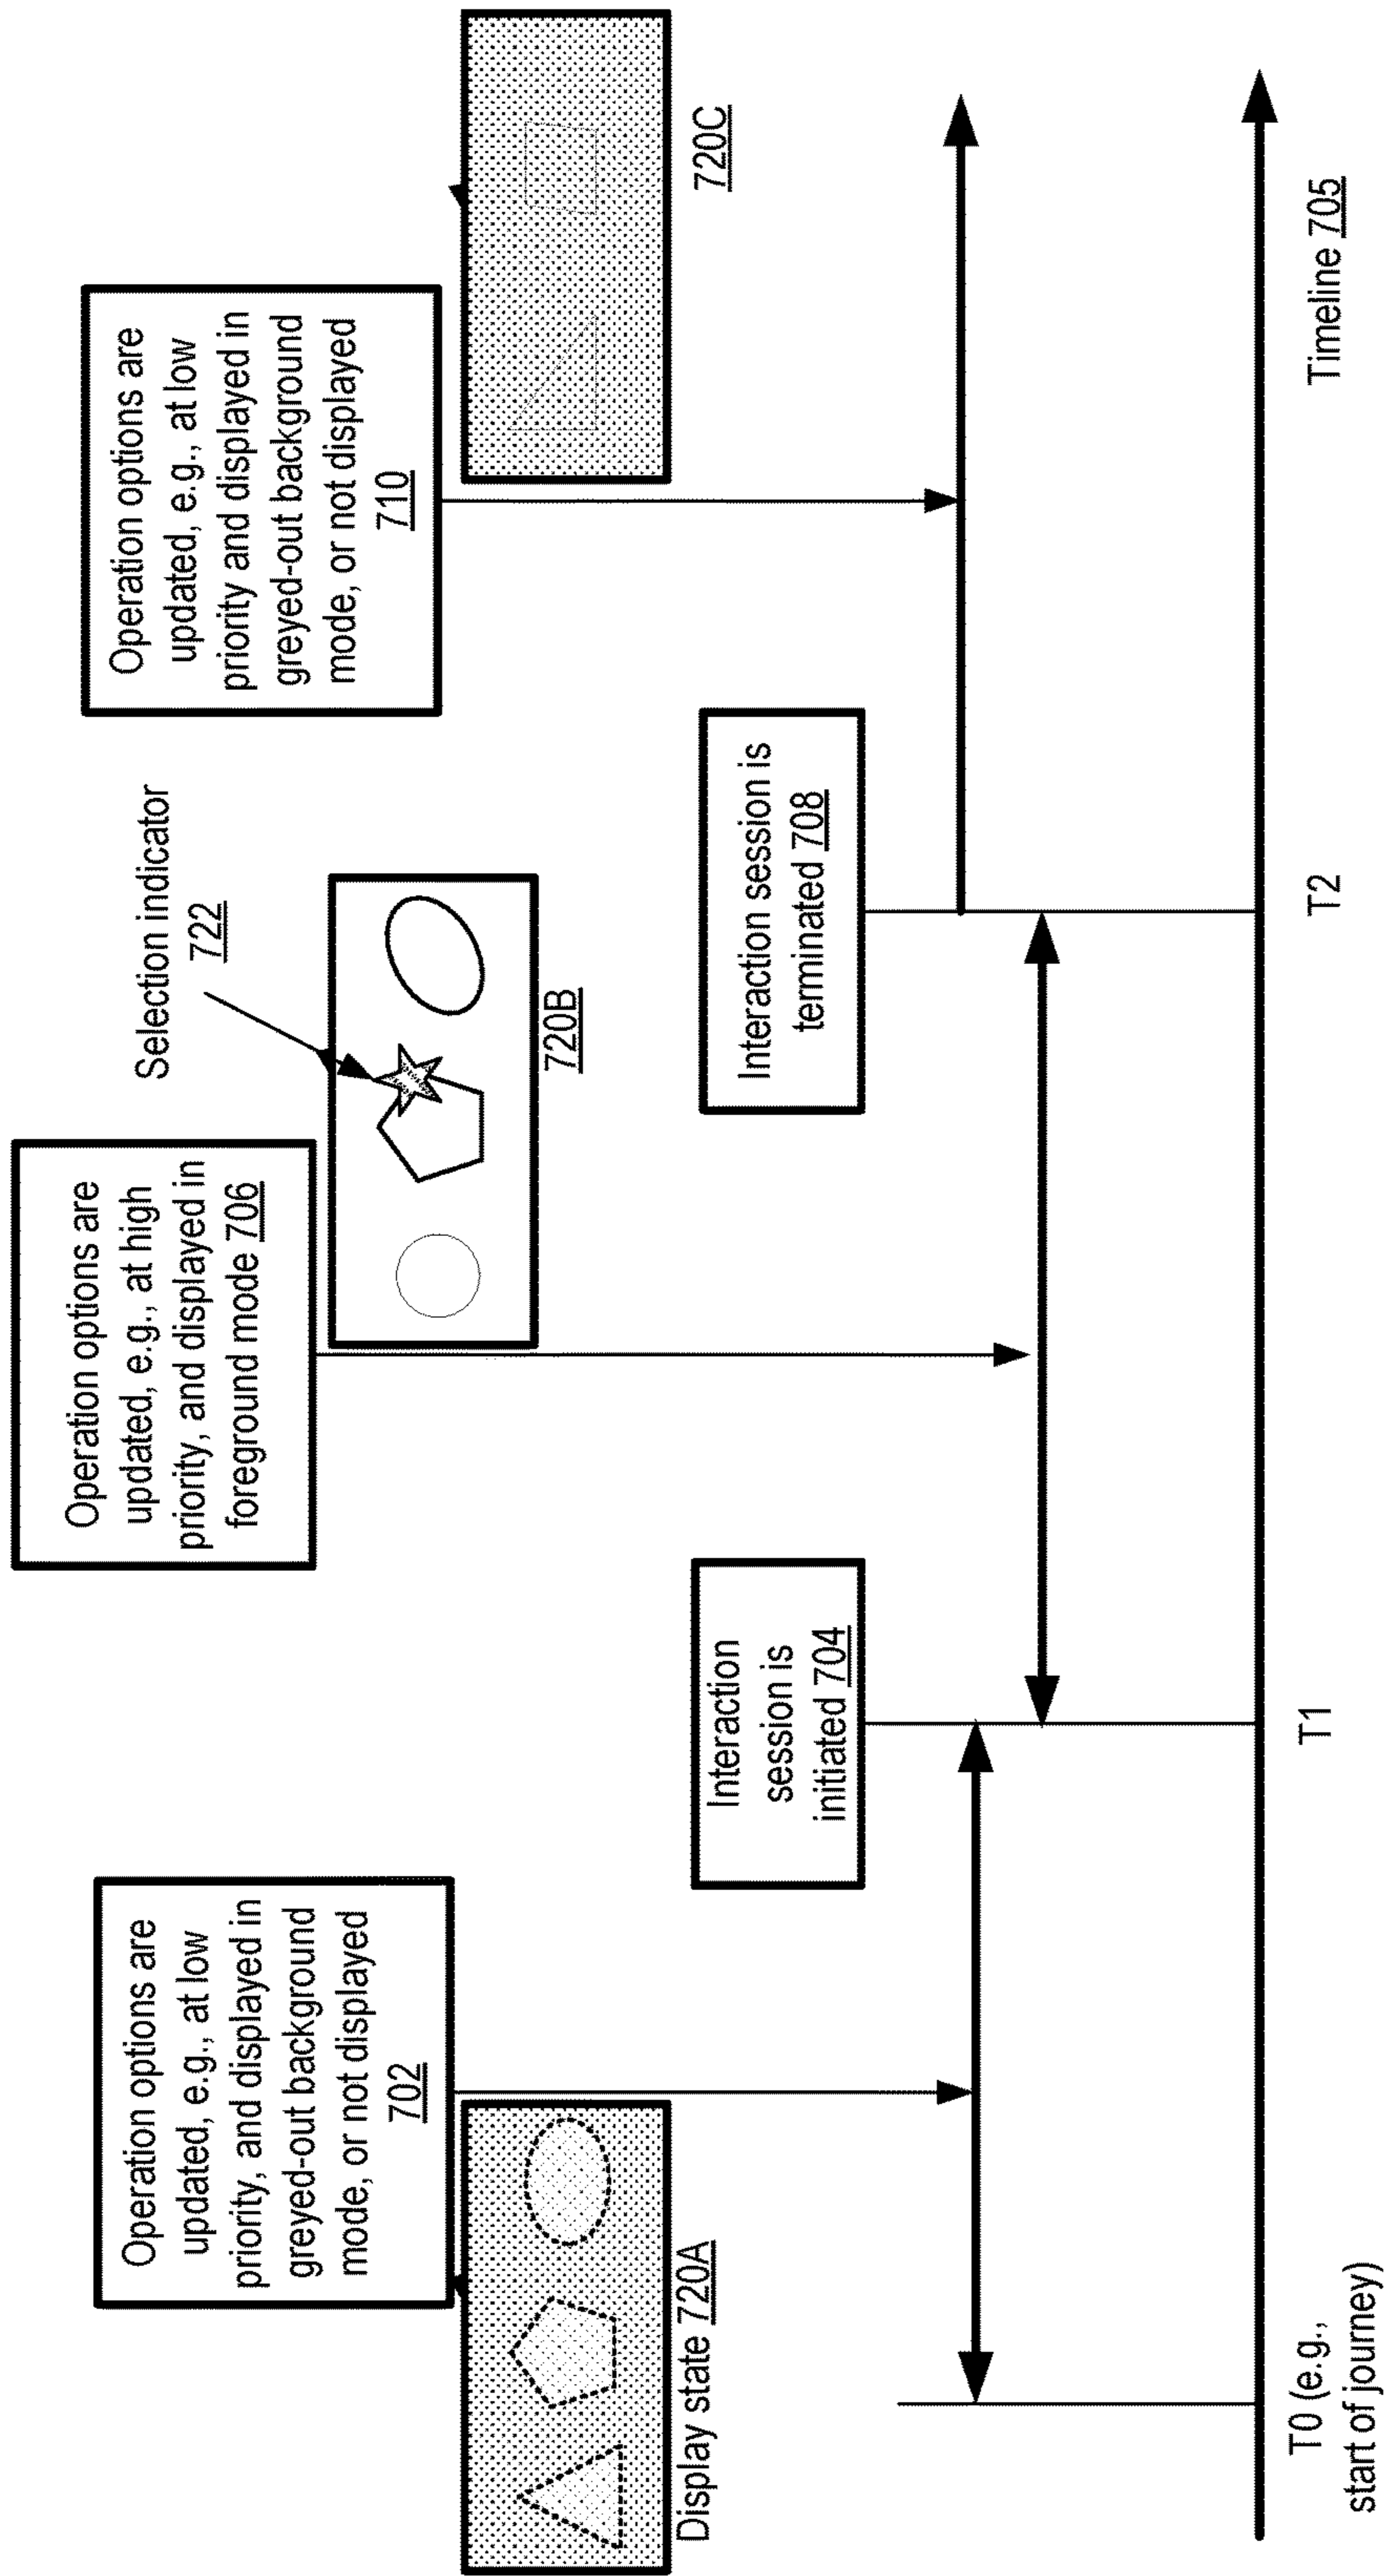 Operation options are
updated, e.g., at low
priority, and displayed in
greyed-out background
mode, or not displayed
702
Display state 720A
Interaction
session is
initiated 704
Operation options are
updated, e.g., at high
priority, and displayed in
foreground mode 706
Selection indicator
722
720B
Interaction session is
terminated 708
Operation options are
updated, e.g., at low
priority and displayed in
greyed-out background
mode, or not displayed
710
720C
T0 (e.g.,
start of journey)
T1
T2
Timeline 705